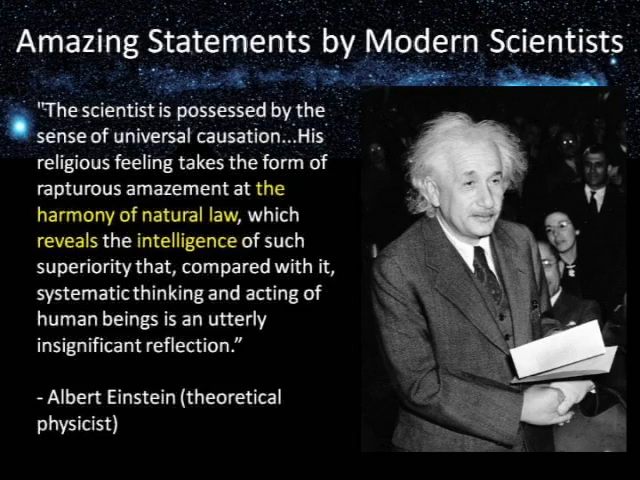 Amazing Statements by Modern Scientists
"The scientist is possessed by the
sense of universal causation...His
religious feeling takes the form of
rapturous amazement at the
harmony of natural law, which
reveals the intelligence of such
superiority that, compared with it,
systematic thinking and acting of
human beings is an utterly
insignificant reflection.”
- Albert Einstein (theoretical
physicist)